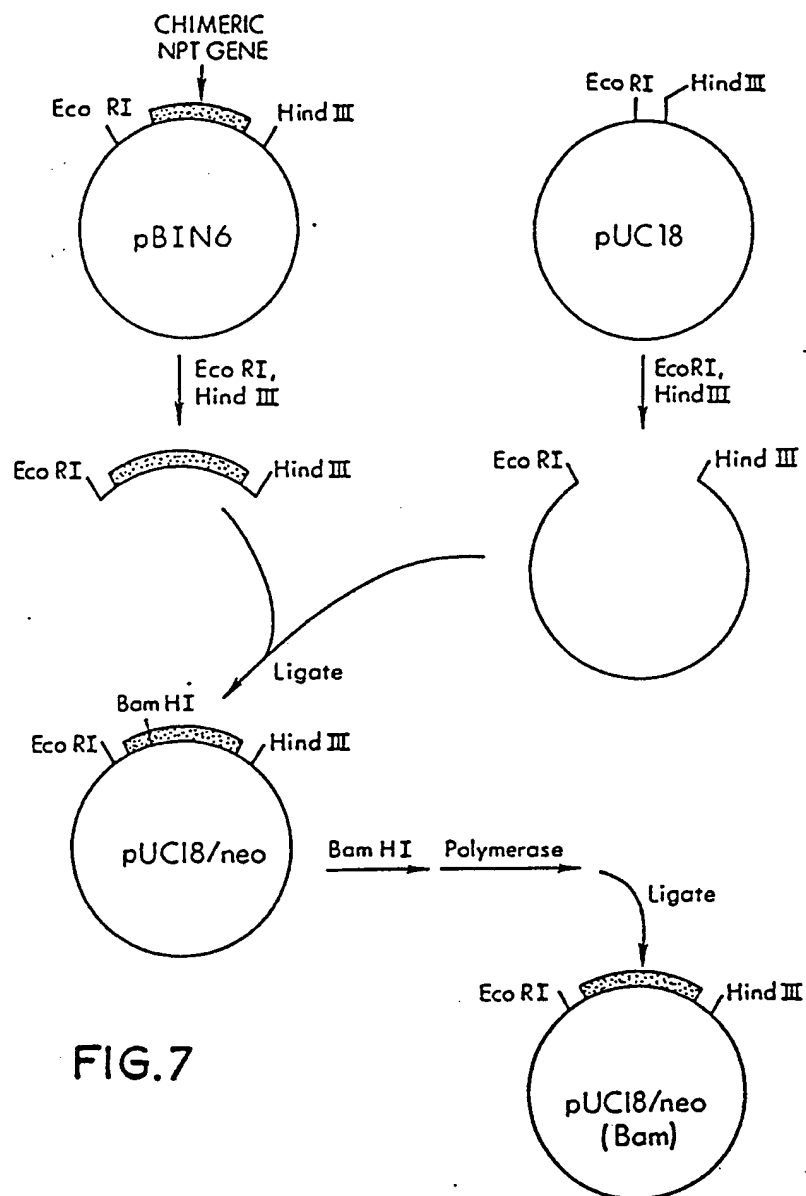 CHIMERIC
NPT GENE
Eco RI
Hind III
pBIN6
Eco RI
Hind III
pUC18
Eco RI,
Hind III
EcoRI,
Hind III
Eco RI
Hind III
Eco RI
Hind III
Ligate
Bam HI
Eco RI
Hind III
pUC18/neo
Bam HI
Polymerase
Ligate
Eco RI
Hind III
pUC18/neo
(Bam)
FIG.7